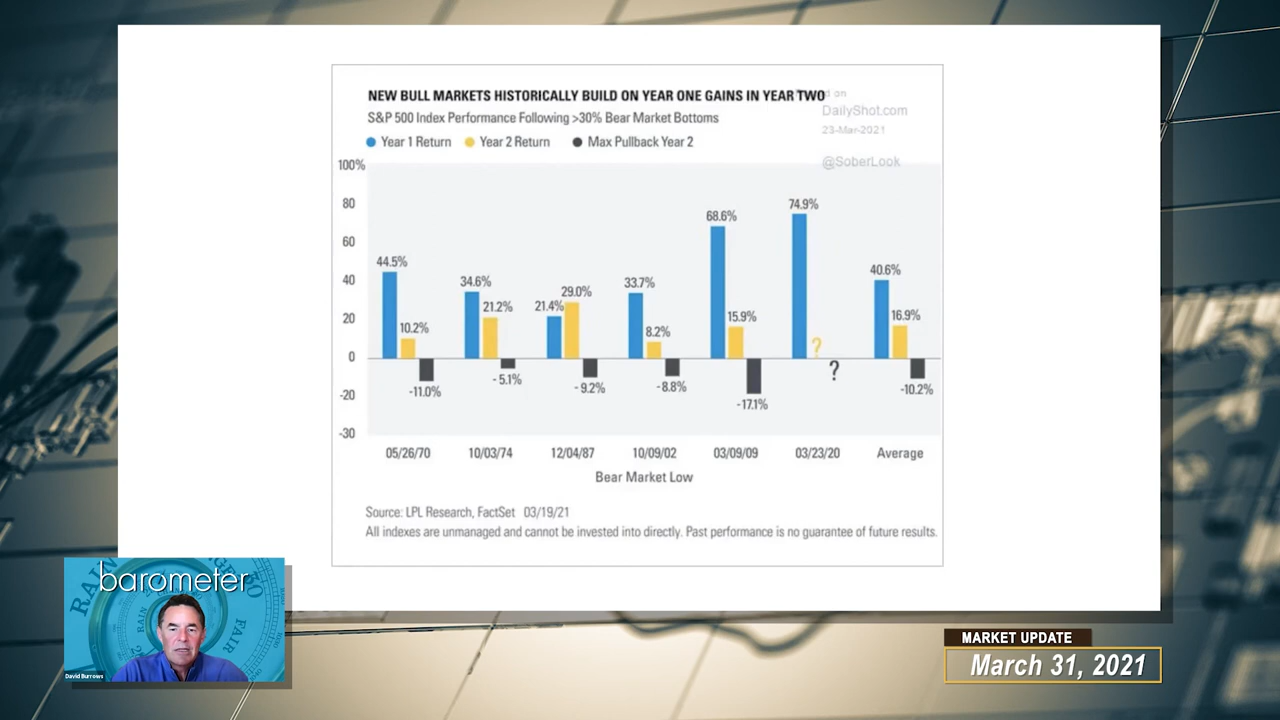 NEW BULL MARKETS HISTORICALLY BUILD ON YEAR ONE GAINS IN YEAR TWO
d on
DailyShot.com
23-Mar-2021
@SoberLook
S&P 500 Index Performance Following >30% Bear Market Bottoms
Year 1 Return Year 2 Return Max Pullback Year 2
100%
80
60
40
20
0
-20
-30
44.5%
10.2%
-11.0%
34.6%
21.2%
-5.1%
21.4%
29.0%
-9.2%
33.7%
8.2%
-8.8%
68.6%
15.9%
-17.1%
74.9%
?
?
40.6%
16.9%
-10.2%
05/26/70 10/03/74 12/04/87 10/09/02 03/09/09 03/23/20 Average
Bear Market Low
Source: LPL Research, FactSet 03/19/21
All indexes are unmanaged and cannot be invested into directly. Past performance is no guarantee of future results.
barometer
RAIN
FAIR
David Burrows
MARKET UPDATE
March 31, 2021